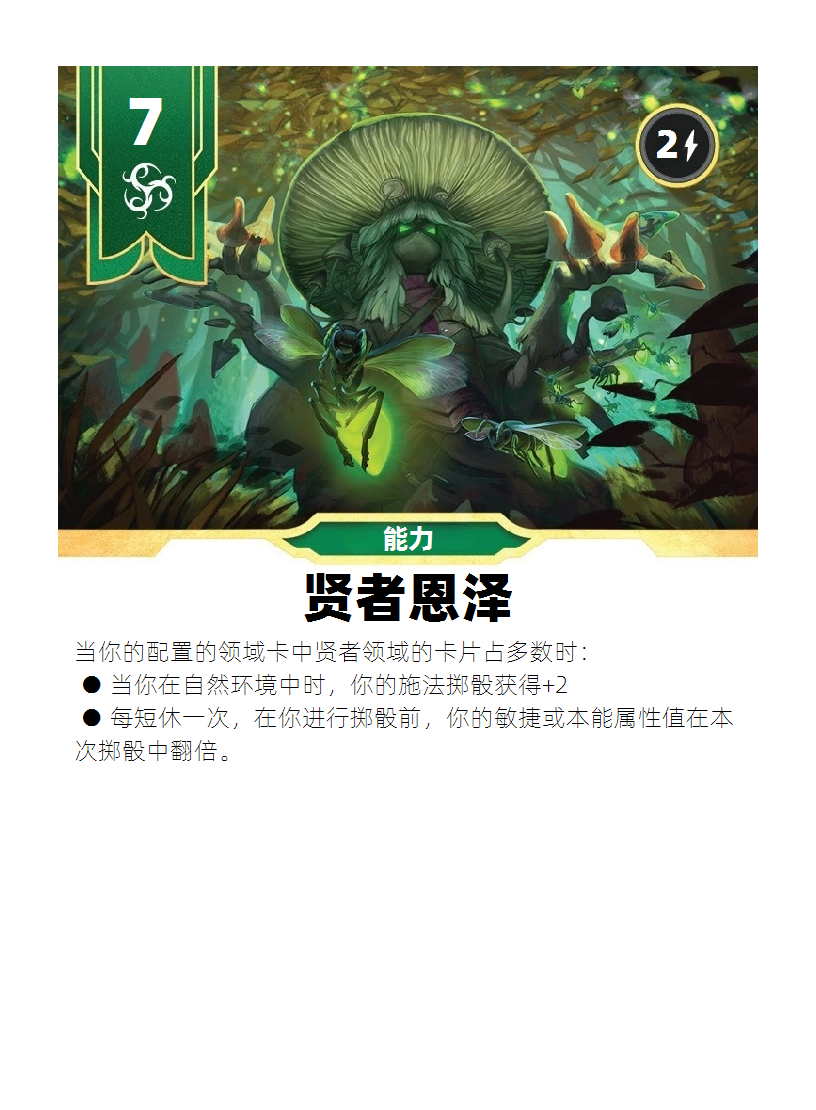 7
2
能力
贤者恩泽
当你的配置的领域卡中贤者领域的卡片占多数时：
● 当你在自然环境中时，你的施法掷骰获得+2
● 每短休一次，在你进行掷骰前，你的敏捷或本能属性值在本
次掷骰中翻倍。